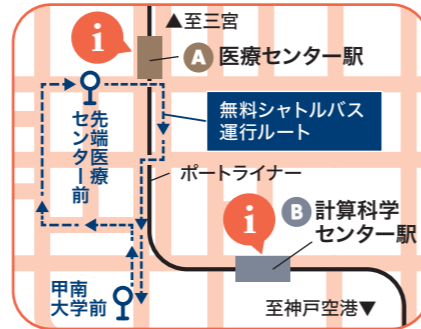 ▲至三宮
i
A 医療センター駅
無料シャトルバス
運行ルート
先端医療
センター前
ポートライナー
i
B 計算科学
センター駅
甲南
大学前
至神戸空港▼